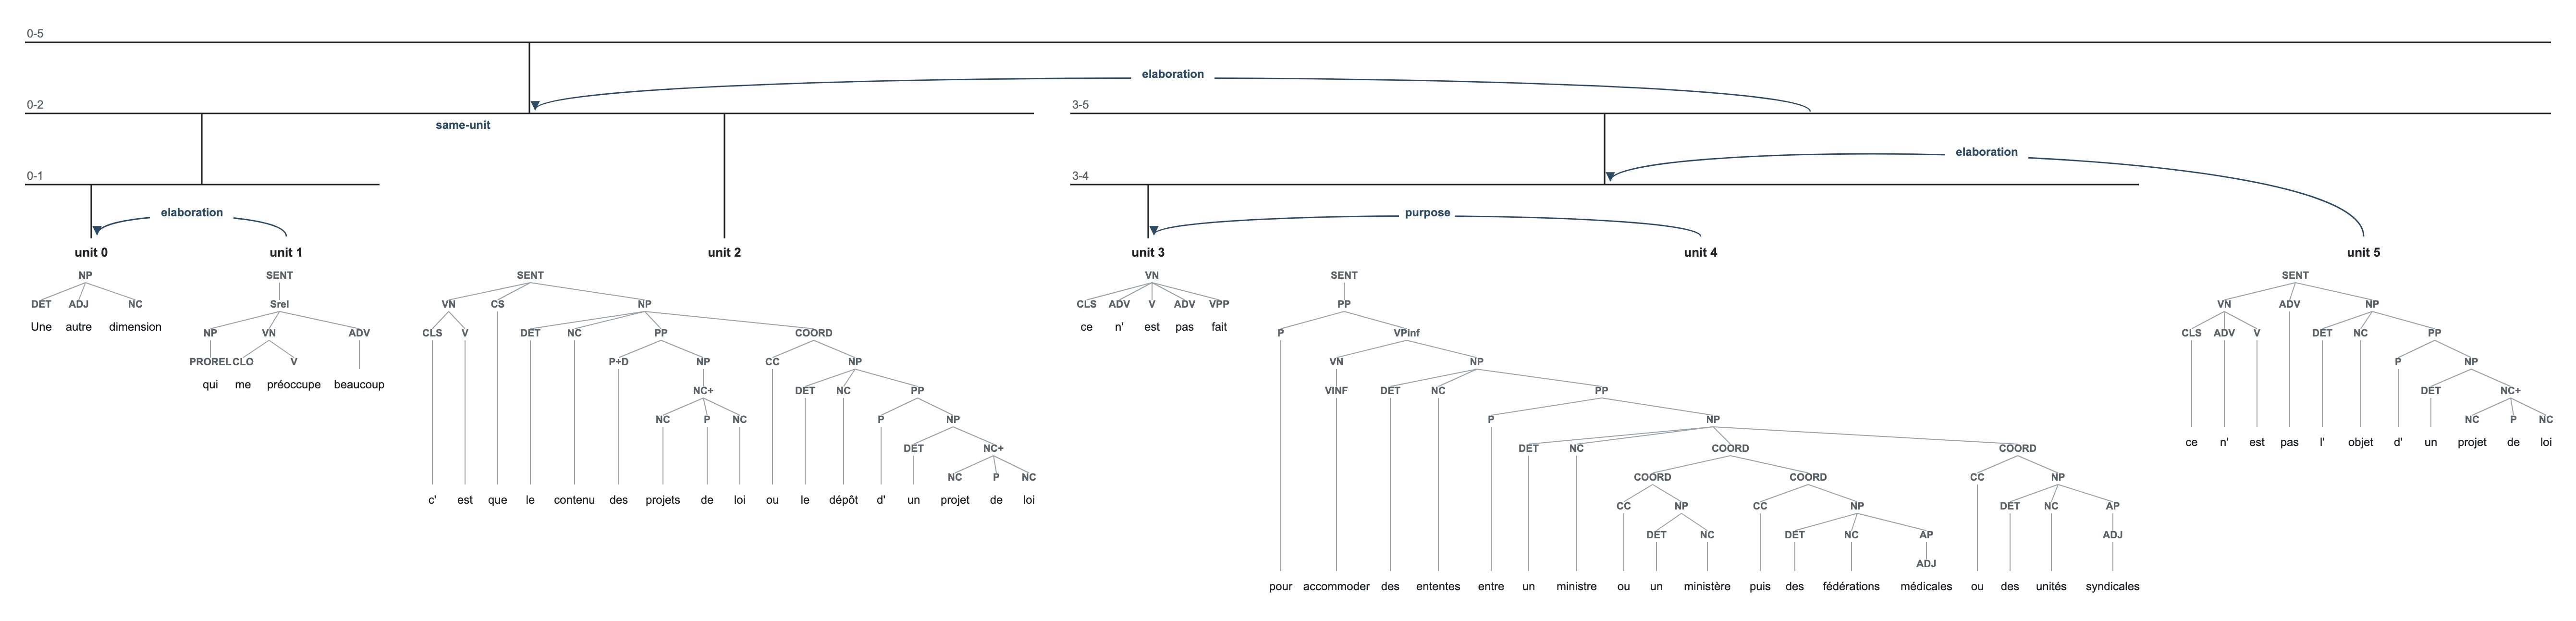 0-5
elaboration
0-2 3-5
same-unit
elaboration
0-1 3-4
elaboration purpose
unit 0 unit 1 unit 2 unit 3 unit 4 unit 5
NP SENT SENT VN SENT SENT
DET ADJ NC Srel VN CS NP CLS ADV V ADV VPP PP VN ADV NP
Une autre dimension ce n' est pas fait
NP VN ADV CLS V DET NC PP COORD P VPinf CLS ADV V DET NC PP
PROREL CLO V P+D NP CC NP VN NP P NP
qui me préoccupe beaucoup
NC+ DET NC PP VINF DET NC PP DET NC+
NC P NC P NP P NP NC P NC
ce n' est pas l' objet d' un projet de loi
DET NC+ DET NC COORD COORD
NC P NC COORD COORD CC NP
c' est que le contenu des projets de loi ou le dépôt d' un projet de loi
CC NP CC NP DET NC AP
DET NC DET NC AP ADJ
ADJ
pour accommoder des ententes entre un ministre ou un ministère puis des fédérations médicales ou des unités syndicales